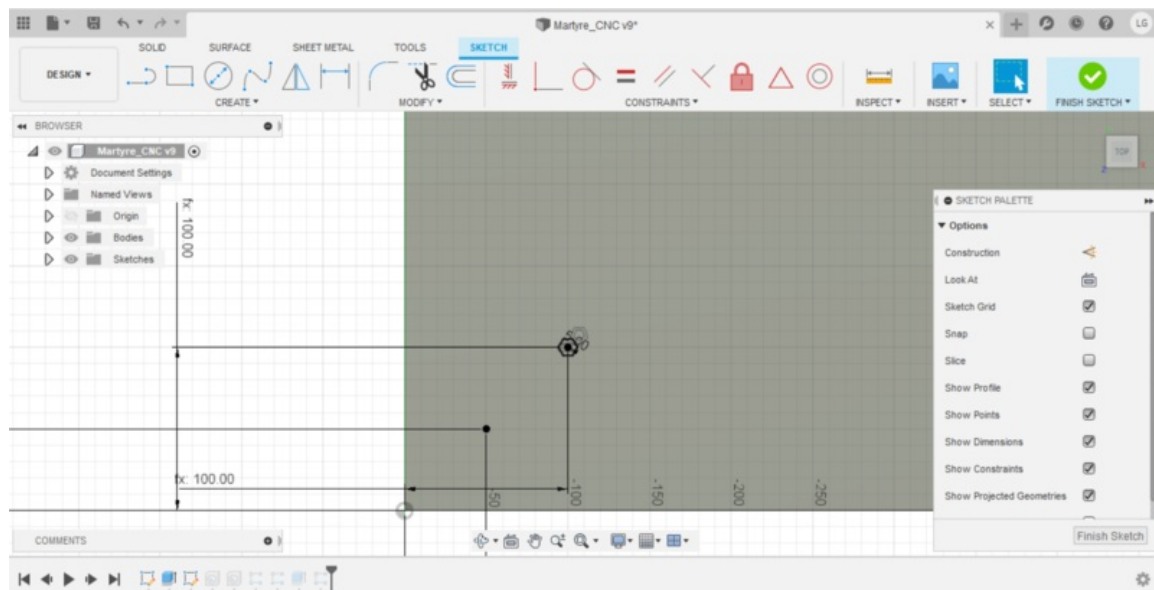 Martyre_CNC v9*
LG
SOLID SURFACE SHEET METAL TOOLS SKETCH
DESIGN
CREATE MODIFY CONSTRAINTS INSPECT INSERT SELECT FINISH SKETCH
BROWSER
Martyre_CNC v9
Document Settings
Named Views
Origin
Bodies
Sketches
TOP
Z
fx: 100.00
SKETCH PALETTE
Options
Construction
Look At
Sketch Grid
Snap
Slice
Show Profile
Show Points
Show Dimensions
Show Constraints
Show Projected Geometries
Finish Sketch
fx: 100.00
-50 -100 -150 -200 -250
COMMENTS